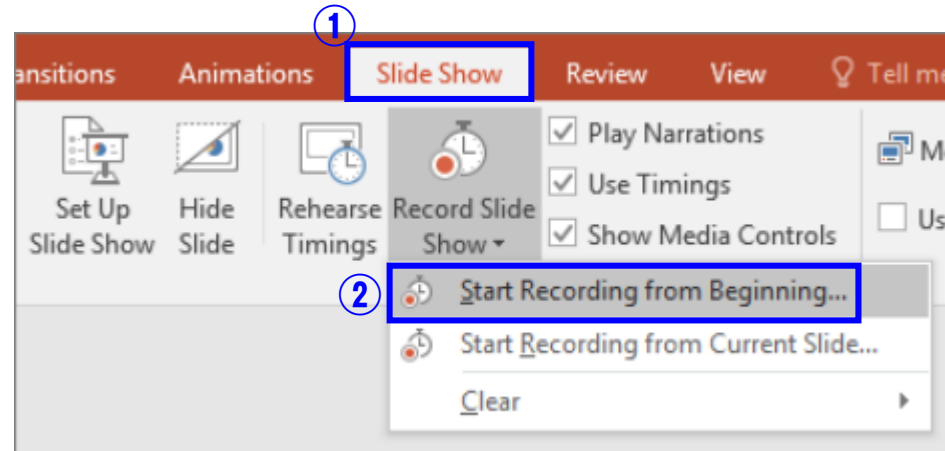 ①
ansitions Animations Slide Show Review View Tell me
Set Up
Slide Show
Hide
Slide
Rehearse
Timings
Record Slide
Show
Play Narrations
Use Timings
Show Media Controls
②
Start Recording from Beginning...
Start Recording from Current Slide...
Clear